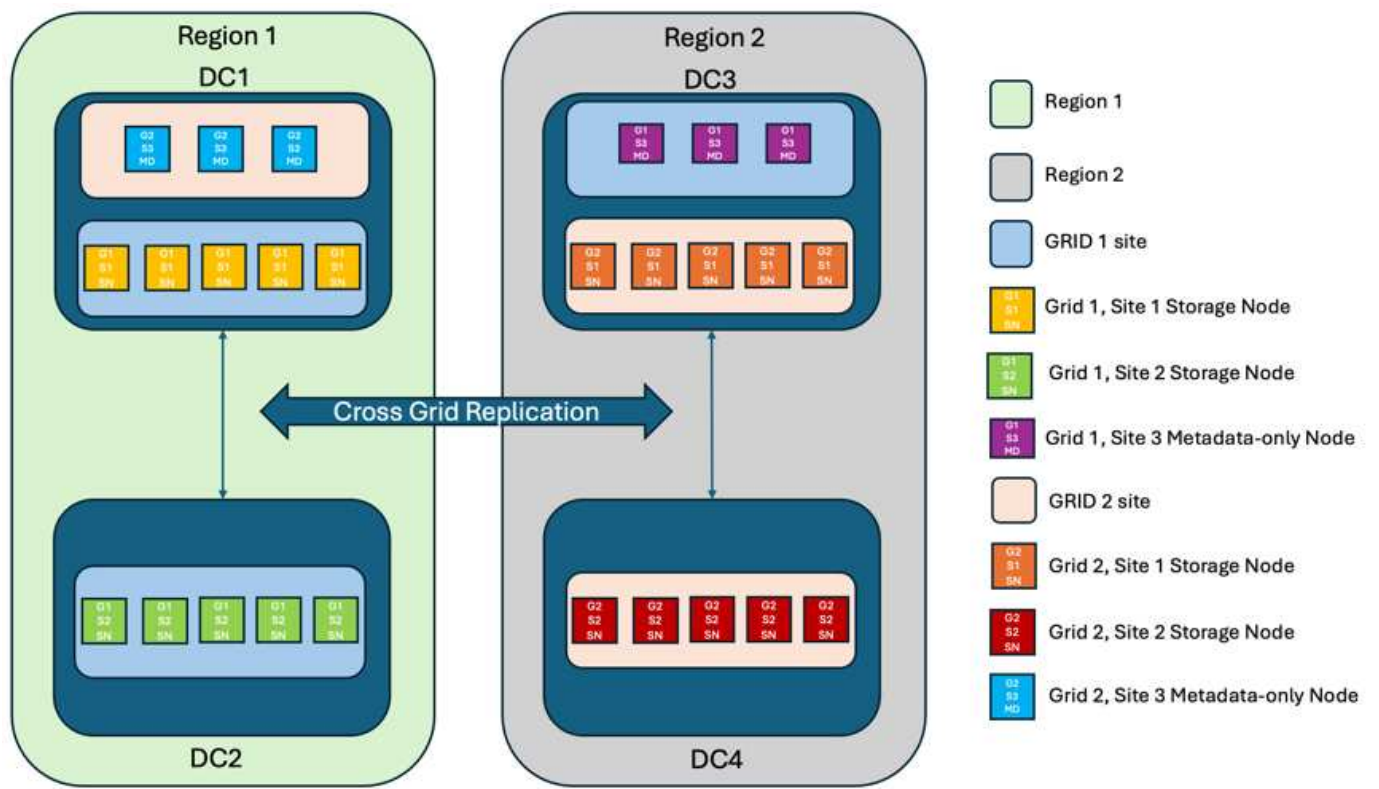 Region 1
DC1
G2
S3
MD
G2
S3
MD
G2
S3
MD
G1
S1
SN
G1
S1
SN
G1
S1
SN
G1
S1
SN
G1
S1
SN
Region 2
DC3
G1
S3
MD
G1
S3
MD
G1
S3
MD
G2
S1
SN
G2
S1
SN
G2
S1
SN
G2
S1
SN
G2
S1
SN
Cross Grid Replication
G1
S2
SN
G1
S2
SN
G1
S2
SN
G1
S2
SN
G1
S2
SN
DC2
G2
S2
SN
G2
S2
SN
G2
S2
SN
G2
S2
SN
G2
S2
SN
DC4
Region 1
Region 2
GRID 1 site
G1
S1
SN
Grid 1, Site 1 Storage Node
G1
S2
SN
Grid 1, Site 2 Storage Node
G1
S3
MD
Grid 1, Site 3 Metadata-only Node
GRID 2 site
G2
S1
SN
Grid 2, Site 1 Storage Node
G2
S2
SN
Grid 2, Site 2 Storage Node
G2
S3
MD
Grid 2, Site 3 Metadata-only Node